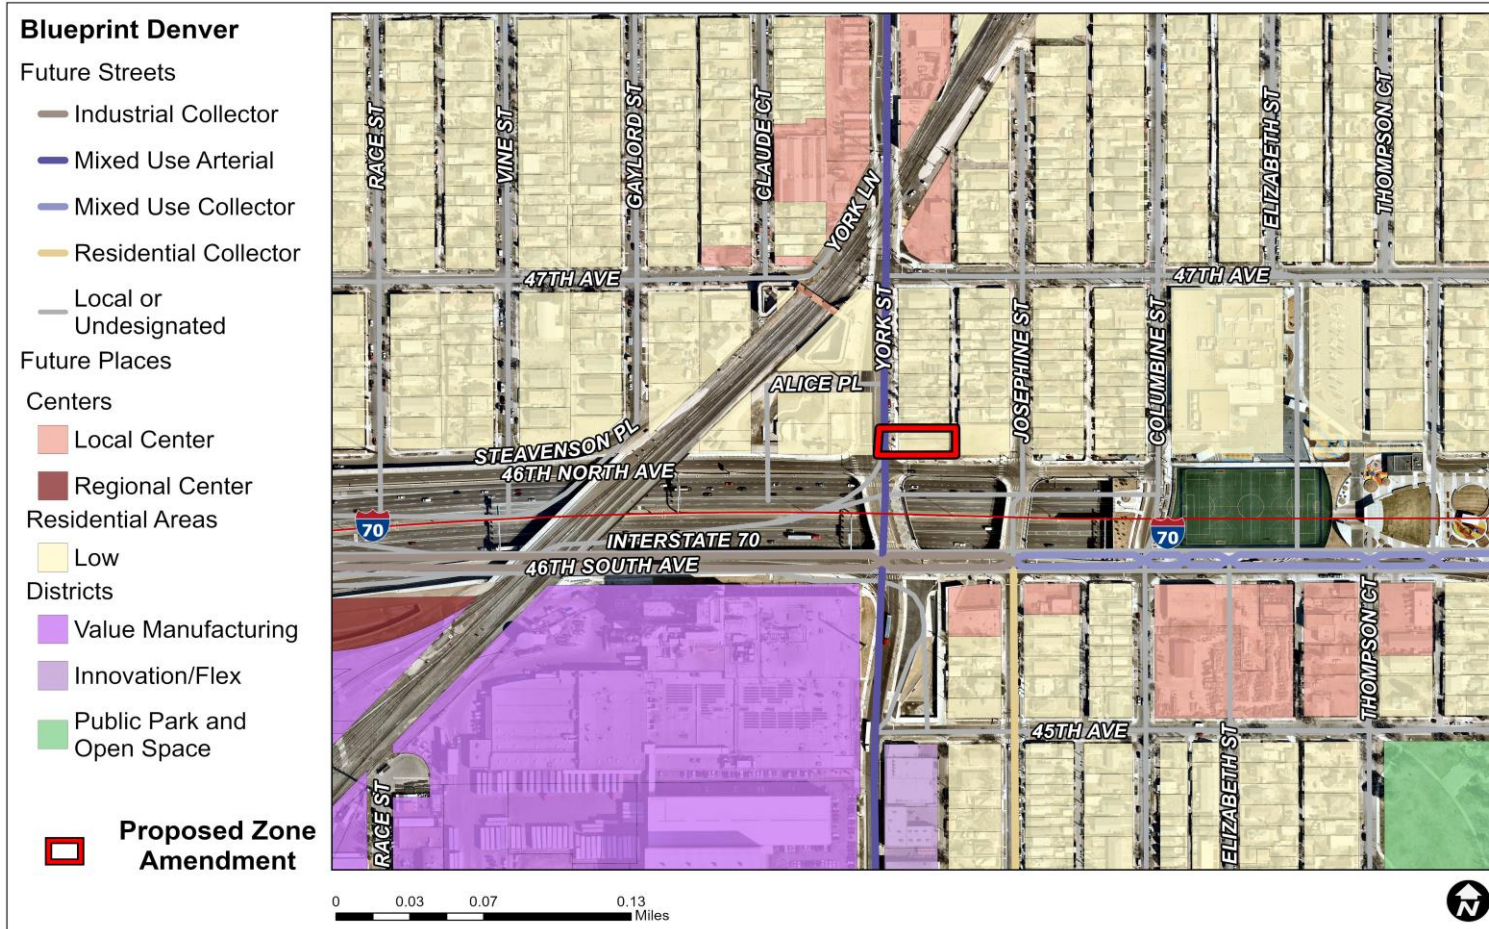 Blueprint Denver
Future Streets
Industrial Collector
Mixed Use Arterial
Mixed Use Collector
Residential Collector
Local or
Undesignated
Future Places
Centers
Local Center
Regional Center
Residential Areas
Low
Districts
Value Manufacturing
Innovation/Flex
Public Park and
Open Space
Proposed Zone
Amendment
RACE ST
VINE ST
GAYLORD ST
CLAUDE CT
YORK LN
ELIZABETH ST
THOMPSON CT
47TH AVE
47TH AVE
YORK ST
JOSEPHINE ST
COLUMBINE ST
ALICE PL
STEAVENSON PL
46TH NORTH AVE
70
INTERSTATE 70
70
46TH SOUTH AVE
THOMPSON CT
45TH AVE
ELIZABETH ST
RACE ST
0 0.03 0.07 0.13
Miles
N